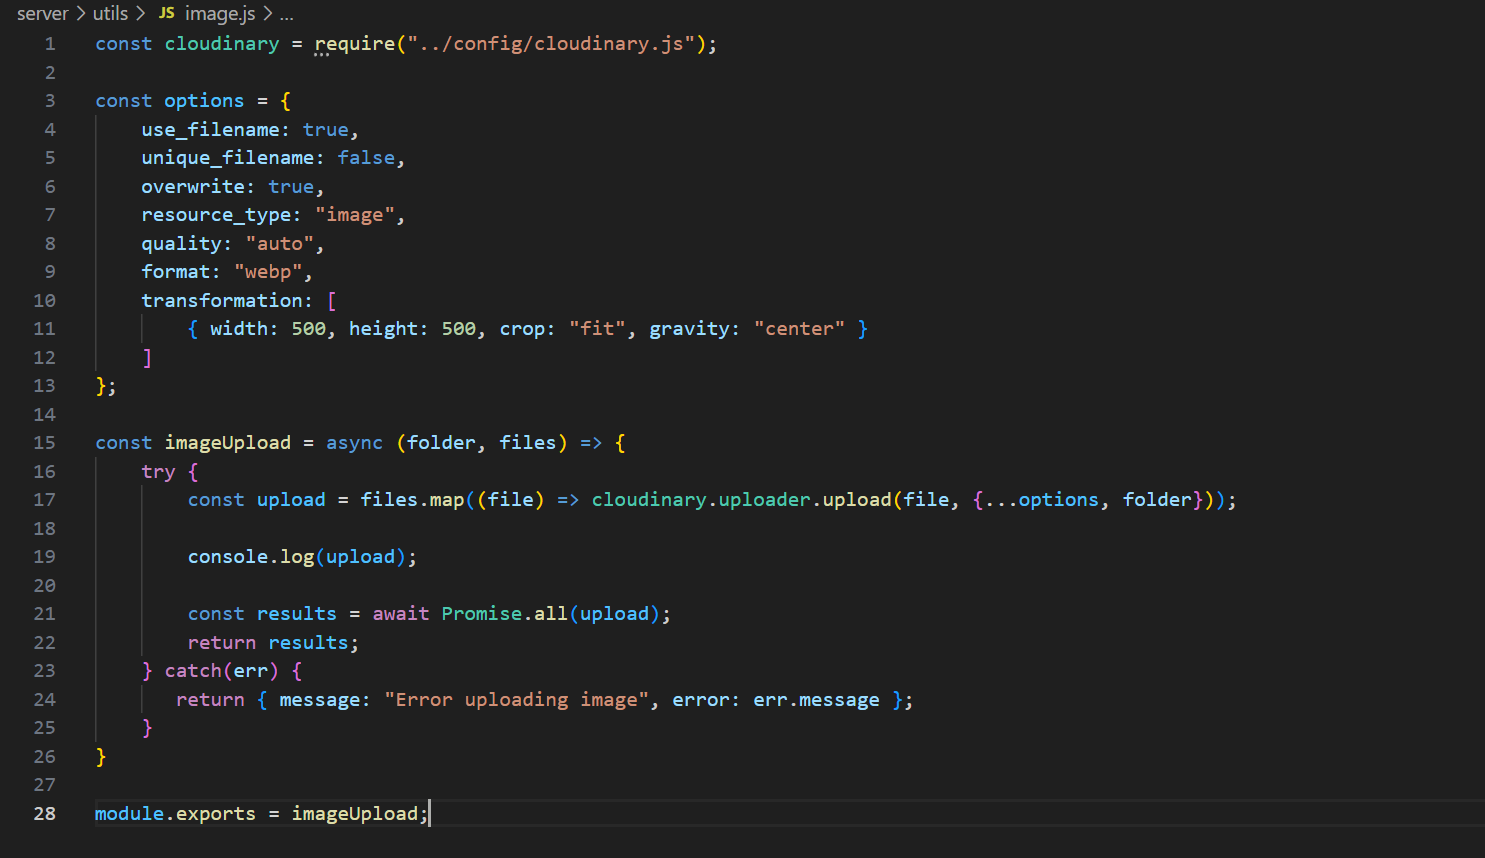 server > utils > JS image.js > ...
1 const cloudinary = require("../config/cloudinary.js");
2
3 const options = {
4     use_filename: true,
5     unique_filename: false,
6     overwrite: true,
7     resource_type: "image",
8     quality: "auto",
9     format: "webp",
10     transformation: [
11         { width: 500, height: 500, crop: "fit", gravity: "center" }
12     ]
13 };
14
15 const imageUpload = async (folder, files) => {
16     try {
17         const upload = files.map((file) => cloudinary.uploader.upload(file, {...options, folder}));
18
19         console.log(upload);
20
21         const results = await Promise.all(upload);
22         return results;
23     } catch(err) {
24        return { message: "Error uploading image", error: err.message };
25     }
26 }
27
28 module.exports = imageUpload;